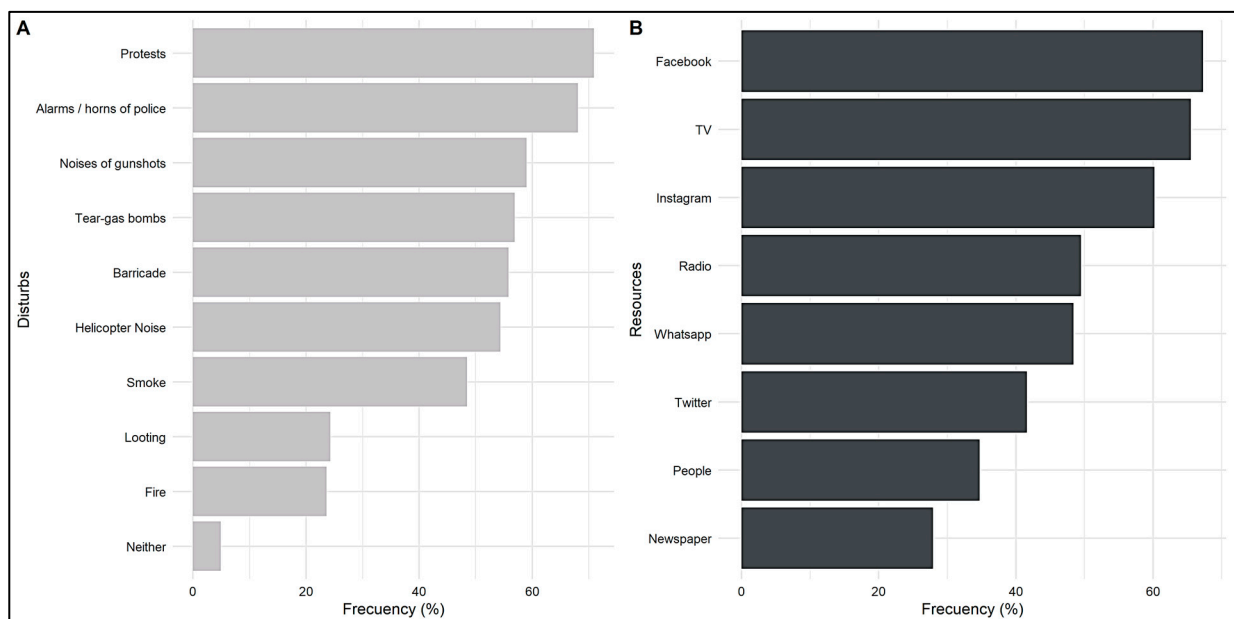 A
Disturbs
Protests
Alarms / horns of police
Noises of gunshots
Tear-gas bombs
Barricade
Helicopter Noise
Smoke
Looting
Fire
Neither
0 20 40 60
Frecuency (%)
B
Resources
Facebook
TV
Instagram
Radio
Whatsapp
Twitter
People
Newspaper
0 20 40 60
Frecuency (%)